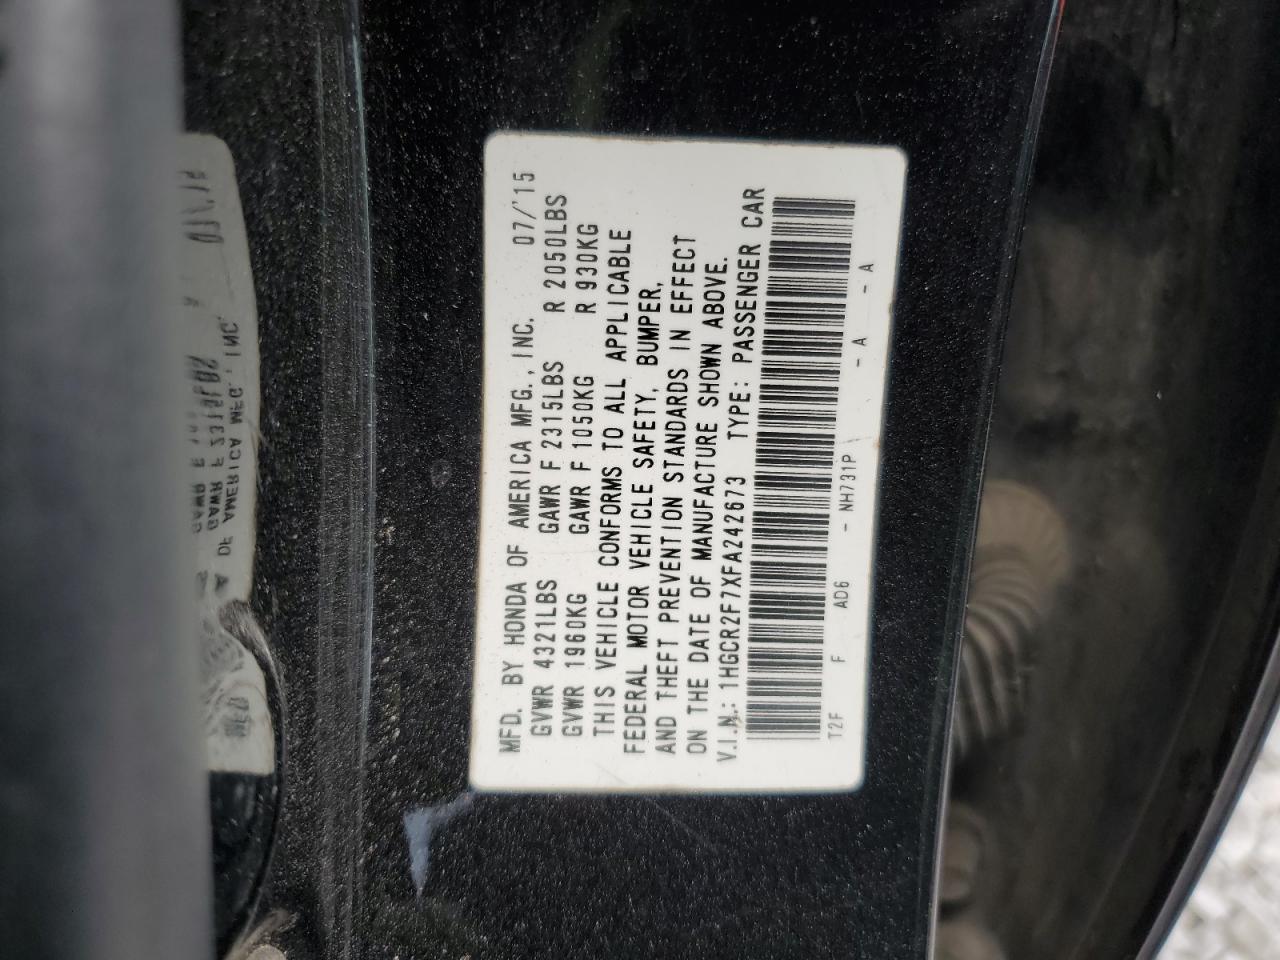 MFD. BY HONDA OF AMERICA MFG., INC. 07/'15
GVWR 4321LBS GAWR F 2315LBS R 2050LBS
GVWR 1960KG GAWR F 1050KG R 930KG
THIS VEHICLE CONFORMS TO ALL APPLICABLE
FEDERAL MOTOR VEHICLE SAFETY, BUMPER,
AND THEFT PREVENTION STANDARDS IN EFFECT
ON THE DATE OF MANUFACTURE SHOWN ABOVE.
V.I.N.: 1HGCR2F7XFA242673 TYPE: PASSENGER CAR
T2F F AD6 - NH731P - A - A